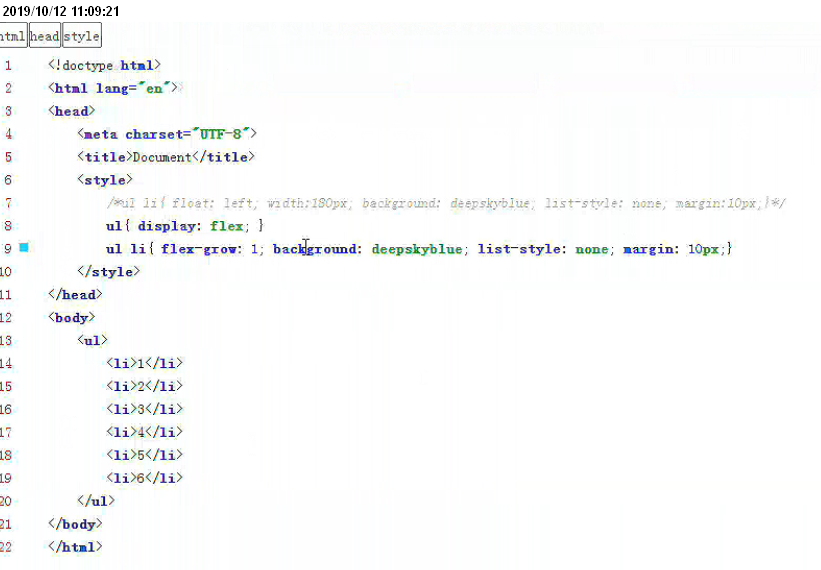 2019/10/12 11:09:21
html head style
1 <!doctype html>
2 <html lang="en">
3 <head>
4 <meta charset="UTF-8">
5 <title>Document</title>
6 <style>
7 /*ul li{ float: left; width:180px; background: deepskyblue; list-style: none; margin:10px;}*/
8 ul{ display: flex; }
9 ul li{ flex-grow: 1; background: deepskyblue; list-style: none; margin: 10px;}
10 </style>
11 </head>
12 <body>
13 <ul>
14 <li>1</li>
15 <li>2</li>
16 <li>3</li>
17 <li>4</li>
18 <li>5</li>
19 <li>6</li>
20 </ul>
21 </body>
22 </html>